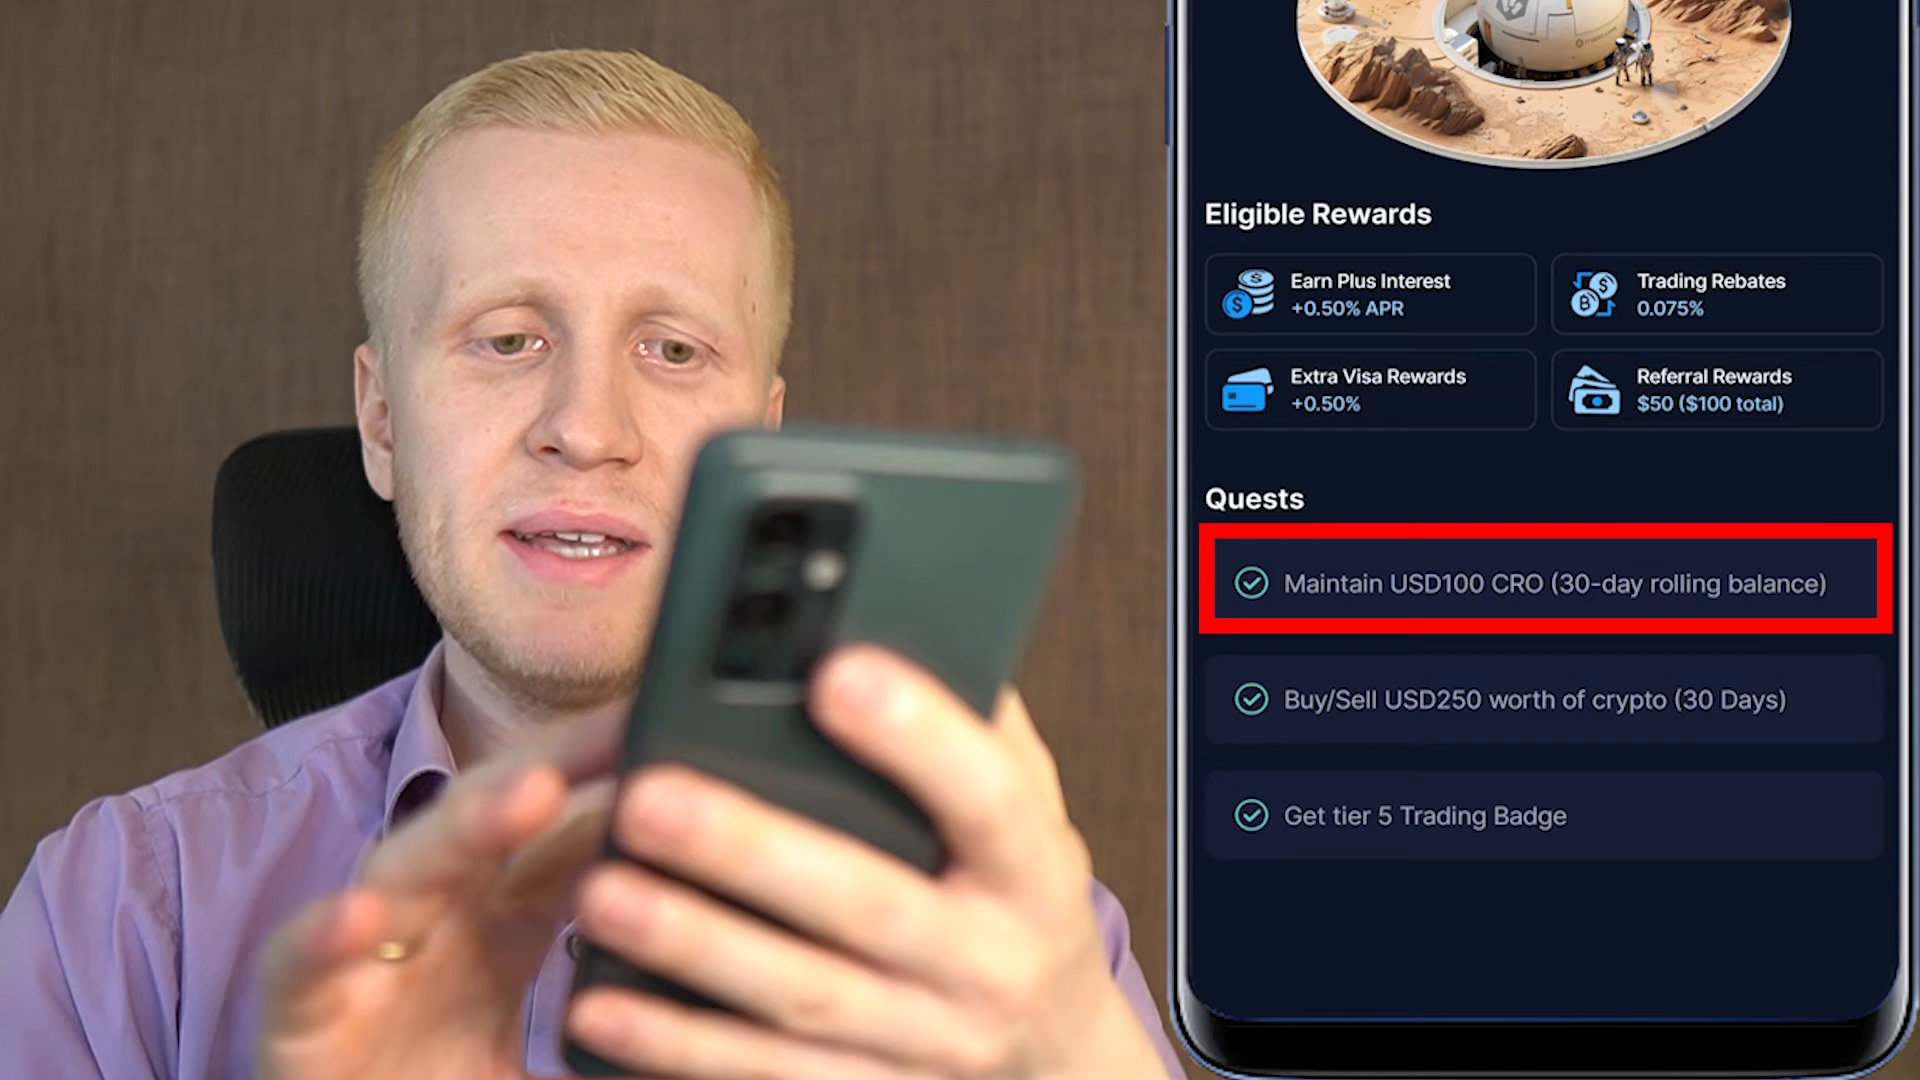 Eligible Rewards
Earn Plus Interest
+0.50% APR
Trading Rebates
0.075%
Extra Visa Rewards
+0.50%
Referral Rewards
$50 ($100 total)
Quests
Maintain USD100 CRO (30-day rolling balance)
Buy/Sell USD250 worth of crypto (30 Days)
Get tier 5 Trading Badge